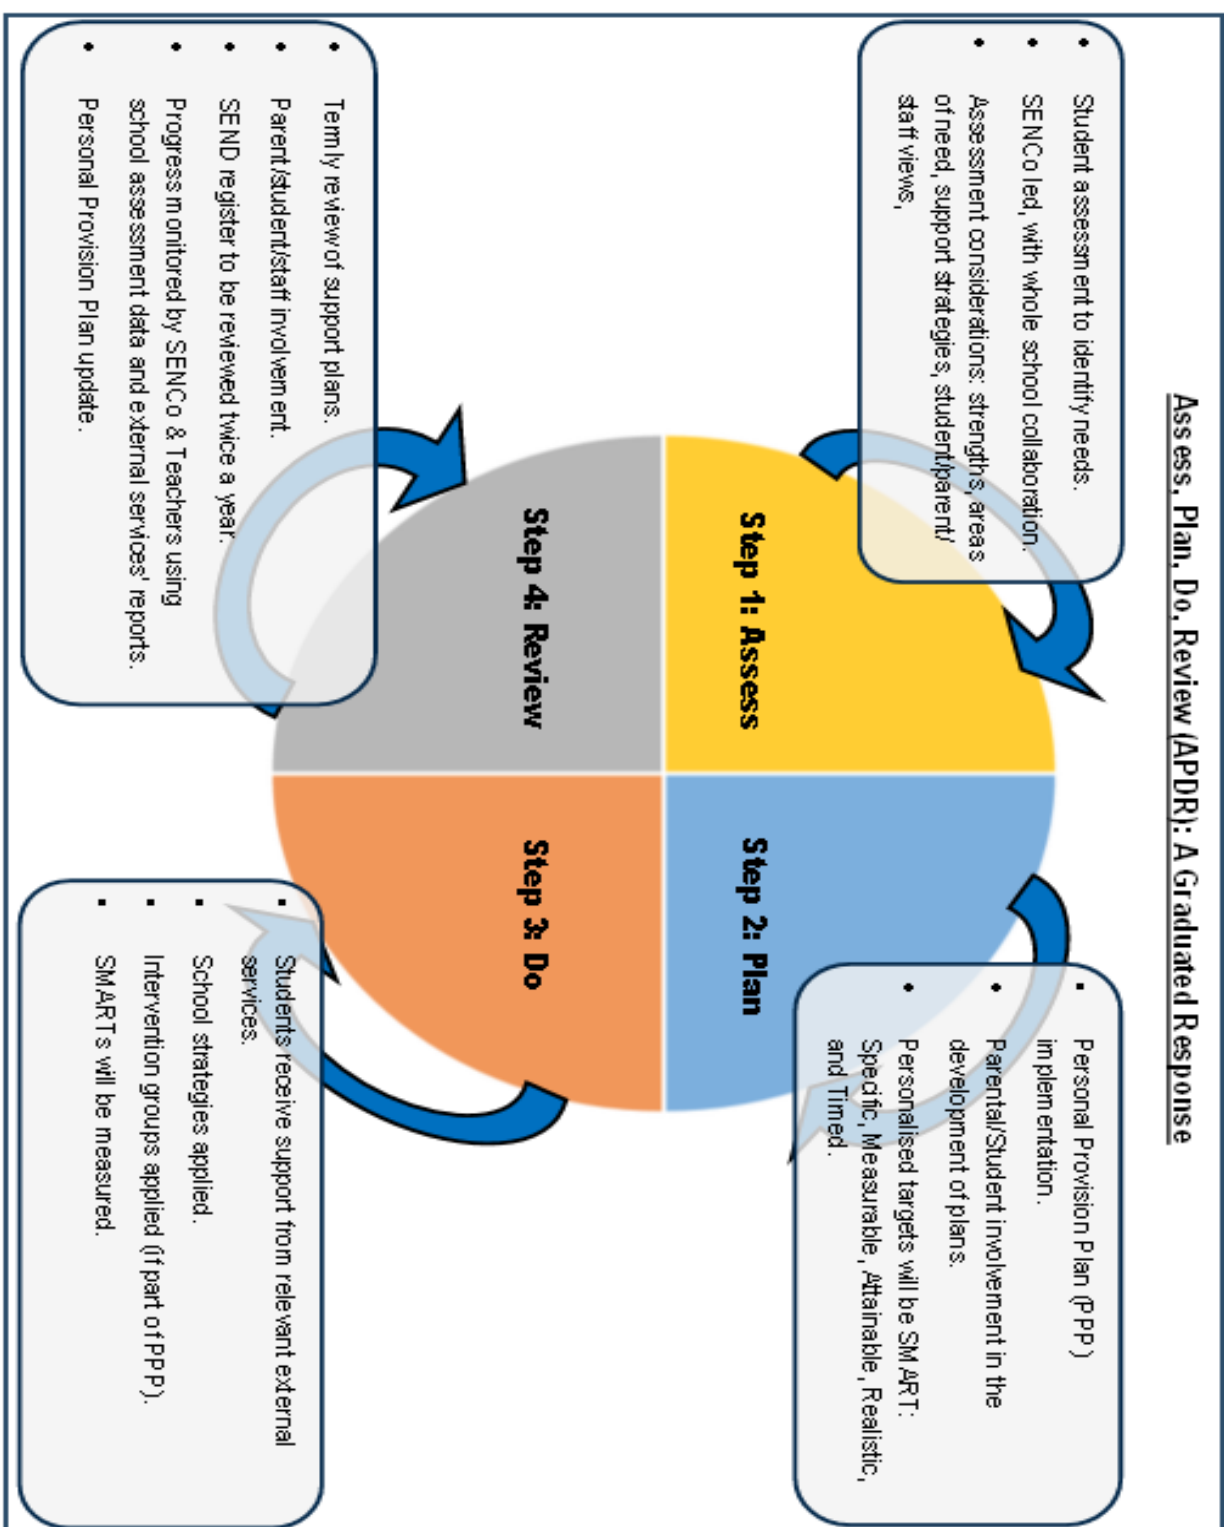 Assess, Plan, Do, Review (APDR): A Graduated Response
• Student assessment to identify needs.
• SENCo led, with whole school collaboration.
• Assessment considerations: strengths, areas
of need, support strategies, student/parent/
staff views,
Step 1: Assess
Step 2: Plan
▪ Personal Provision Plan (PPP)
implementation.
• Parental/Student involvement in the
development of plans.
• Personalised targets will be SMART:
Specific, Measurable, Attainable, Realistic,
and Timed.
Step 4: Review
Step 3: Do
• Termly review of support plans.
• Parent/student/staff involvement.
• SEND register to be reviewed twice a year.
• Progress monitored by SENCo & Teachers using
school assessment data and external services' reports.
• Personal Provision Plan update.
▪ Students receive support from relevant external
services.
▪ School strategies applied.
▪ Intervention groups applied (if part of PPP).
▪ SMARTs will be measured.